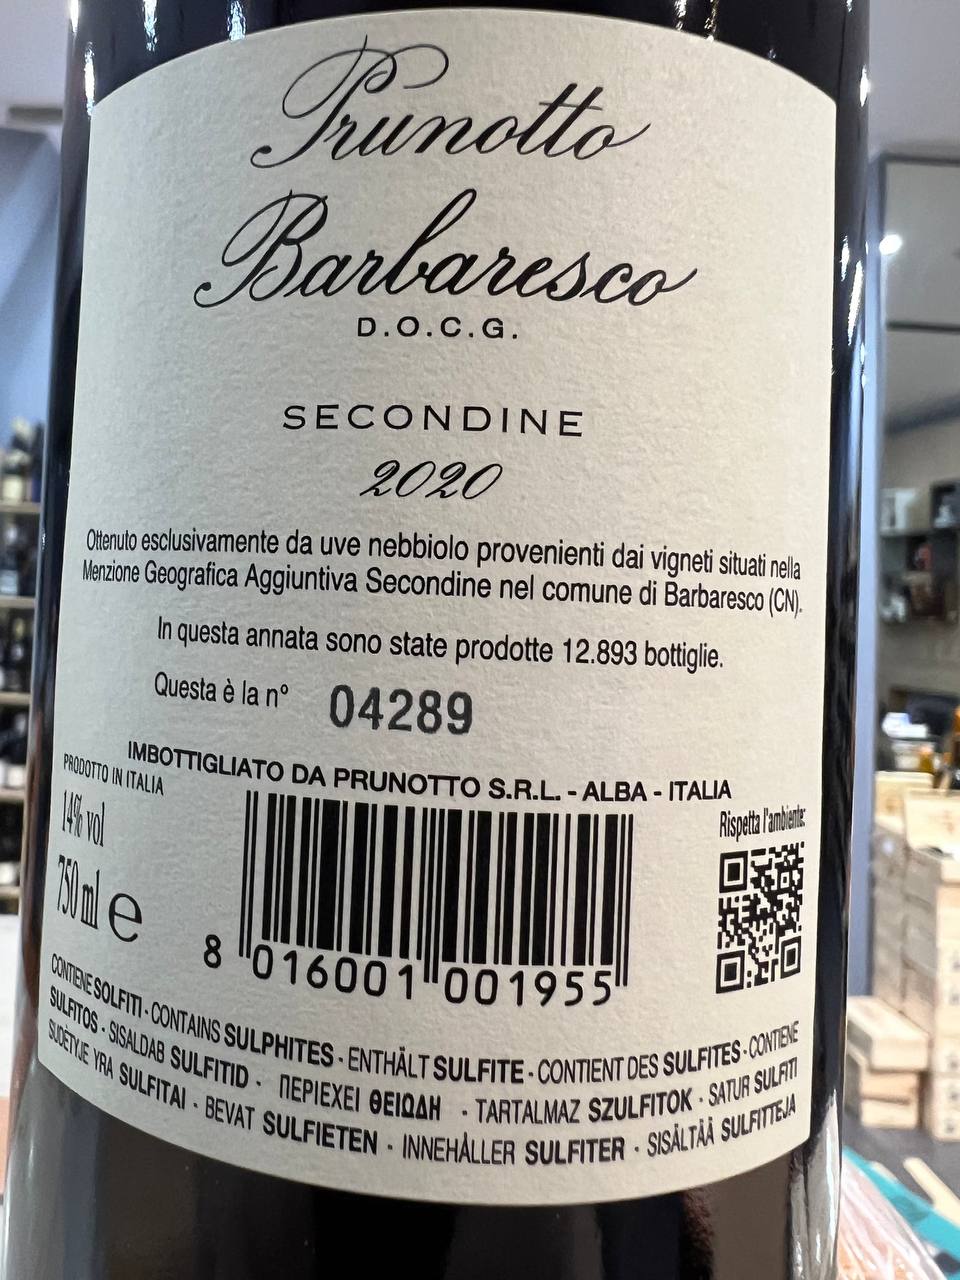 Prunotto
Barbaresco
D.O.C.G.
SECONDINE
2020
Ottenuto esclusivamente da uve nebbiolo provenienti dai vigneti situati nella
Menzione Geografica Aggiuntiva Secondine nel comune di Barbaresco (CN).
In questa annata sono state prodotte 12.893 bottiglie.
Questa è la n° 04289
IMBOTTIGLIATO DA PRUNOTTO S.R.L. - ALBA - ITALIA
PRODOTTO IN ITALIA
14% vol
750 ml e
Rispetta l'ambiente:
8 016001 001955
CONTIENE SOLFITI - CONTAINS SULPHITES - ENTHÄLT SULFITE - CONTIENT DES SULFITES - CONTIENE
SULFITOS - SISALDAB SULFITID - ΠΕΡΙΕΧΕΙ ΘΕΙΩΔΗ - TARTALMAZ SZULFITOK - SATUR SULFITI
SUDĖTYJE YRA SULFITAI - BEVAT SULFIETEN - INNEHÅLLER SULFITER - SISÄLTÄÄ SULFITTEJA